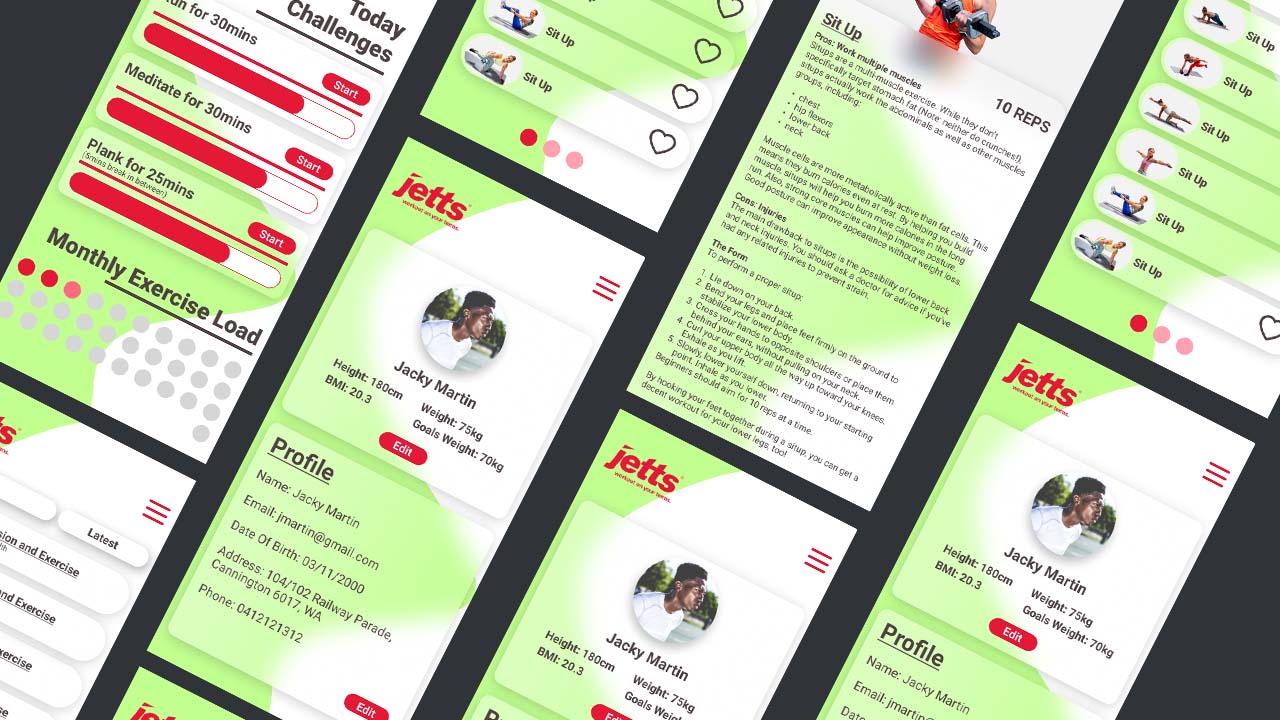 Today
Challenges
Run for 30mins
Start
Meditate for 30mins
Start
Plank for 25mins
(5mins break in between)
Start
Monthly Exercise Load
Latest
sion and Exercise
and Exercise
xercise
Sit Up
Sit Up
jetts
workout on your terms.
Jacky Martin
Height: 180cm
Weight: 75kg
BMI: 20.3
Goals Weight: 70kg
Edit
Profile
Name: Jacky Martin
Email: jmartin@gmail.com
Date Of Birth: 03/11/2000
Address: 104/102 Railway Parade,
Cannington 6017, WA
Phone: 0412121312
Edit
jetts
Sit Up
10 REPS
Pros: Work multiple muscles
Situps are a multi-muscle exercise. While they don't
specifically target stomach fat (Note: neither do crunches!),
situps actually work the abdominals as well as other muscles
groups, including:
• chest
• hip flexors
• lower back
• neck
Muscle cells are more metabolically active than fat cells. This
means they burn calories even at rest. By helping you build
muscle, situps will help you burn more calories in the long
run. Also, strong core muscles can help improve posture.
Good posture can improve appearance without weight loss.
Cons: Injuries
The main drawback to situps is the possibility of lower back
and neck injuries. You should ask a doctor for advice if you've
had any related injuries to prevent strain.
The Form
To perform a proper situp:
1. Lie down on your back.
2. Bend your legs and place feet firmly on the ground to
stabilize your lower body.
3. Cross your hands to opposite shoulders or place them
behind your ears, without pulling on your neck.
4. Curl your upper body all the way up toward your knees.
Exhale as you lift.
5. Slowly, lower yourself down, returning to your starting
point. Inhale as you lower.
Beginners should aim for 10 reps at a time.
By hooking your feet together during a situp, you can get a
decent workout for your lower legs, too!
jetts
workout on your terms.
Jacky Martin
Height: 180cm
Weight: 75kg
BMI: 20.3
Goals Weigh
Edit
Sit Up
Sit Up
Sit Up
Sit Up
Sit Up
Sit Up
jetts
workout on your terms.
Jacky Martin
Height: 180cm
Weight: 75kg
BMI: 20.3
Goals Weight: 70kg
Edit
Profile
Name: Jacky Martin
Email: jmartin@
Date